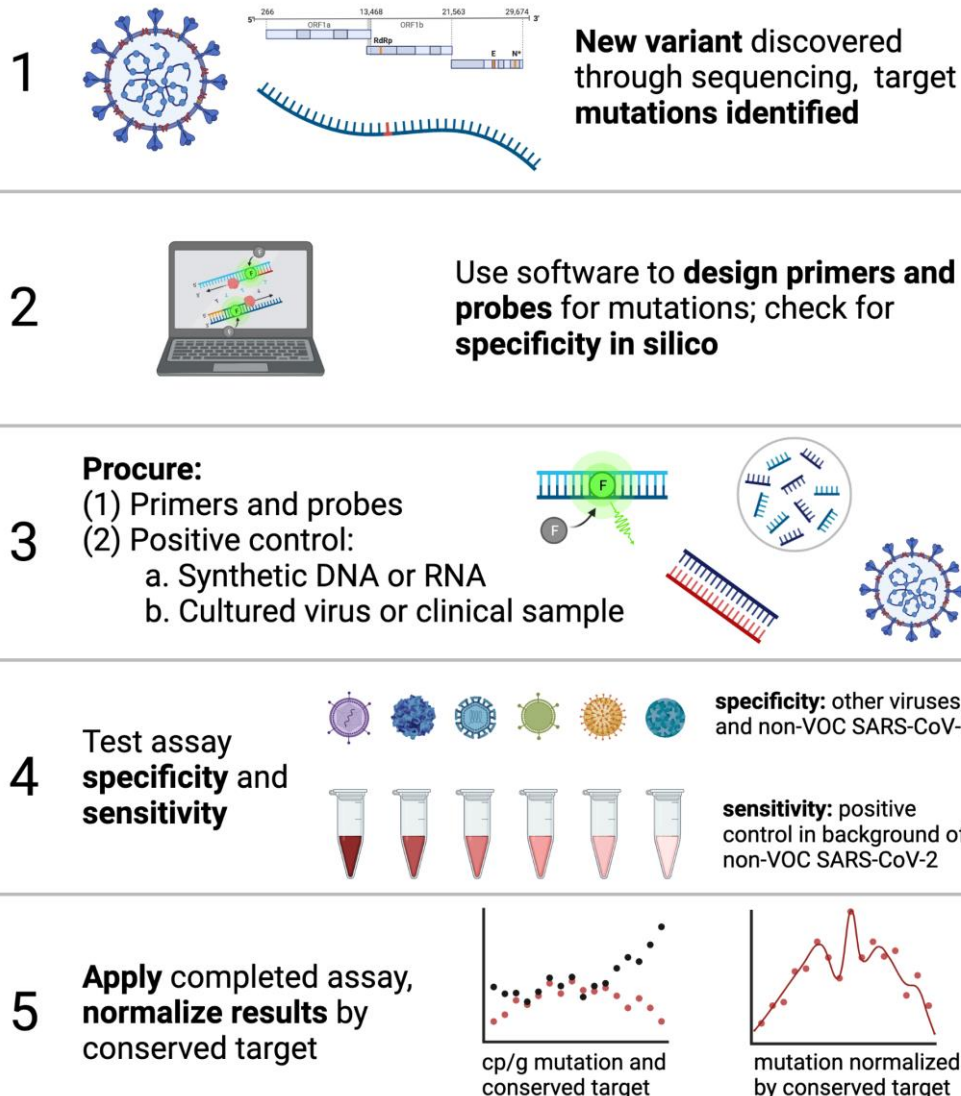 1
266 13,468 21,563 29,674
5' 3'
ORF1a ORF1b
RdRp
E N*
New variant discovered
through sequencing, target
mutations identified
2
F
F
Use software to design primers and
probes for mutations; check for
specificity in silico
3
Procure:
(1) Primers and probes
(2) Positive control:
a. Synthetic DNA or RNA
b. Cultured virus or clinical sample
F
F
4
Test assay
specificity and
sensitivity
specificity: other viruses
and non-VOC SARS-CoV-
sensitivity: positive
control in background of
non-VOC SARS-CoV-2
5
Apply completed assay,
normalize results by
conserved target
cp/g mutation and
conserved target
mutation normalized
by conserved target